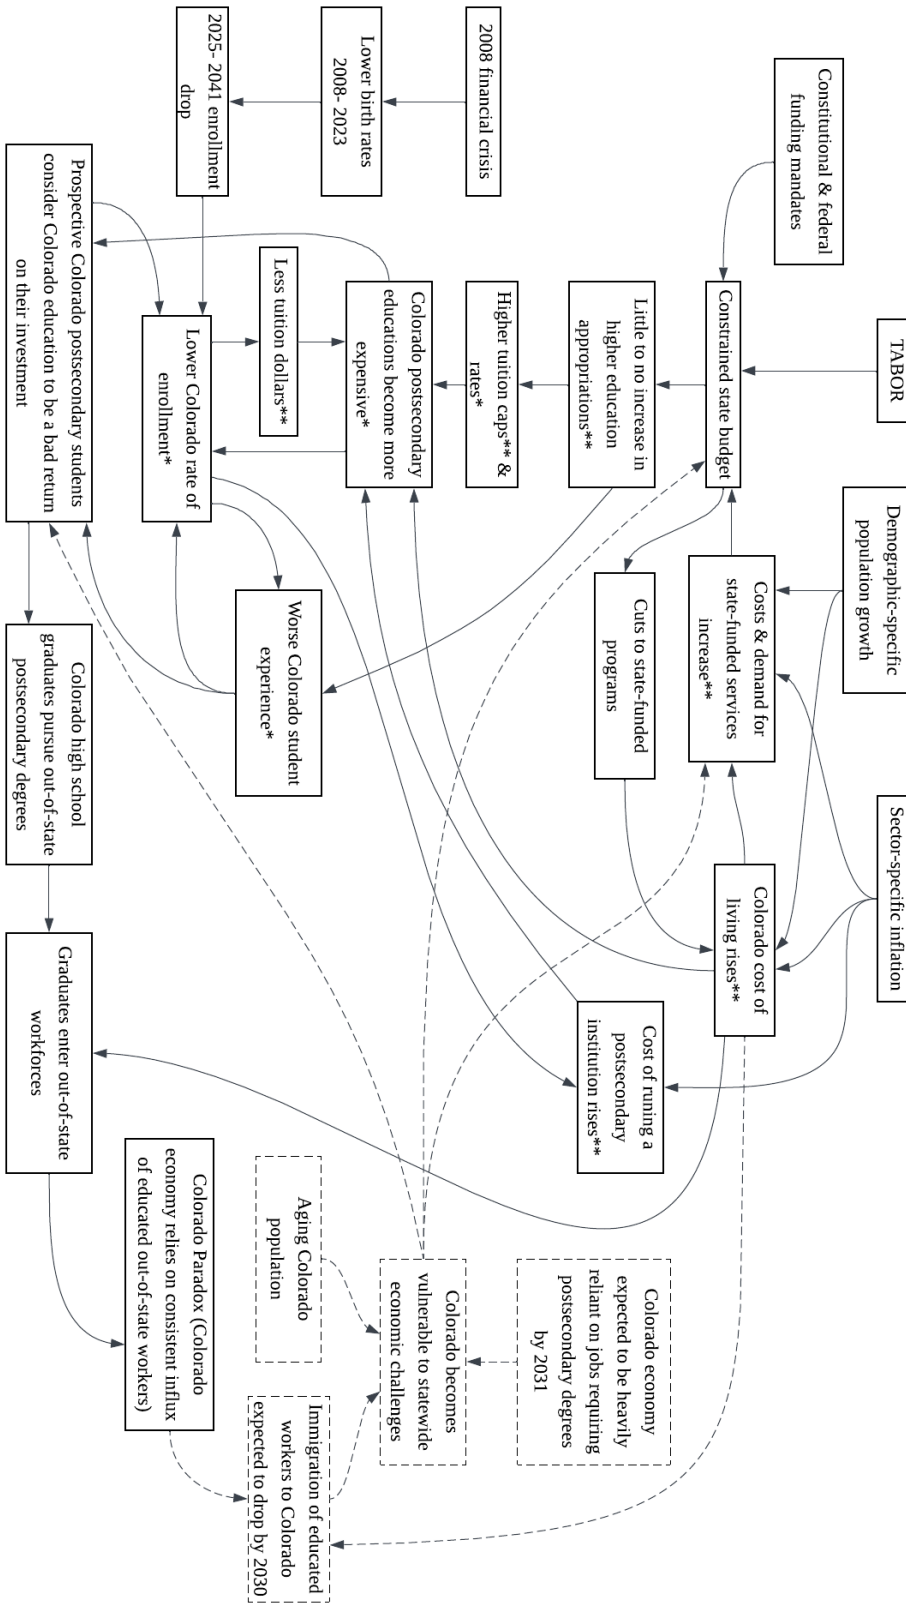 TABOR
Demographic-specific
population growth
Sector-specific inflation
Constitutional & federal
funding mandates
Constrained state budget
Costs & demand for
state-funded services
increase**
Colorado cost of
living rises**
Little to no increase in
higher education
appropriations**
Cuts to state-funded
programs
Cost of runing a
postsecondary
institution rises**
2008 financial crisis
Higher tuition caps** &
rates*
Colorado economy
expected to be heavily
reliant on jobs requiring
postsecondary degrees
by 2031
Lower birth rates
2008- 2023
Colorado postsecondary
educations become more
expensive*
Colorado becomes
vulnerable to statewide
economic challenges
Less tuition dollars**
Worse Colorado student
experience*
Aging Colorado
population
Immigration of educated
workers to Colorado
expected to drop by 2030
2025- 2041 enrollment
drop
Lower Colorado rate of
enrollment*
Colorado Paradox (Colorado
economy relies on consistent influx
of educated out-of-state workers)
Prospective Colorado postsecondary students
consider Colorado education to be a bad return
on their investment
Colorado high school
graduates pursue out-of-state
postsecondary degrees
Graduates enter out-of-state
workforces